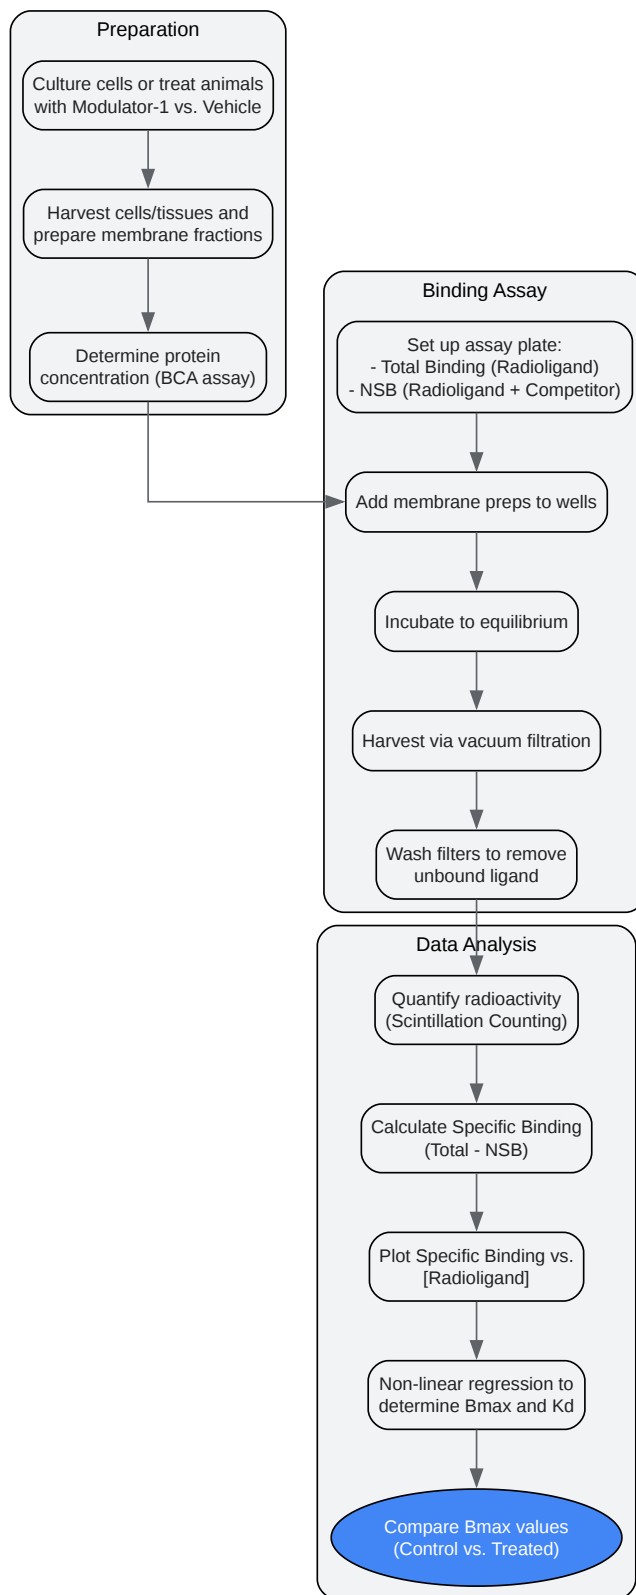 Preparation
Culture cells or treat animals
with Modulator-1 vs. Vehicle
Harvest cells/tissues and
prepare membrane fractions
Determine protein
concentration (BCA assay)
Binding Assay
Set up assay plate:
- Total Binding (Radioligand)
- NSB (Radioligand + Competitor)
Add membrane preps to wells
Incubate to equilibrium
Harvest via vacuum filtration
Wash filters to remove
unbound ligand
Data Analysis
Quantify radioactivity
(Scintillation Counting)
Calculate Specific Binding
(Total - NSB)
Plot Specific Binding vs.
[Radioligand]
Non-linear regression to
determine Bmax and Kd
Compare Bmax values
(Control vs. Treated)